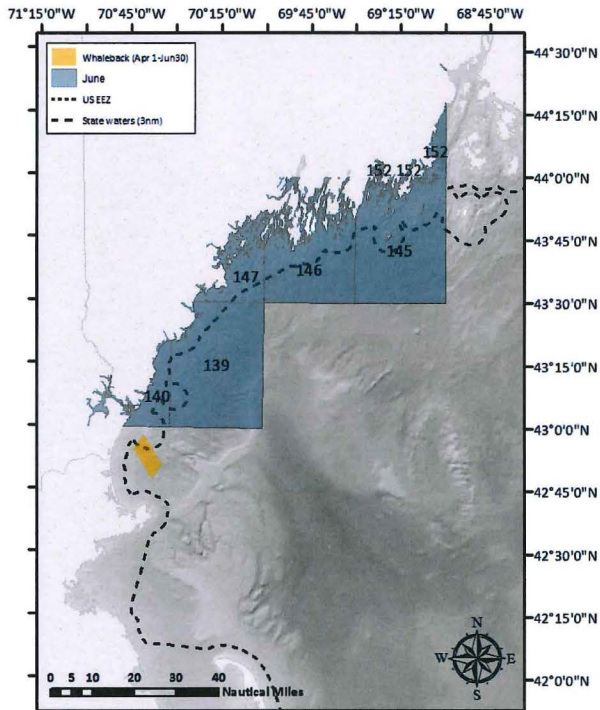 71°15'0"W 70°45'0"W 70°15'0"W 69°45'0"W 69°15'0"W 68°45'0"W
Whaleback (Apr 1-Jun30)
June
US EEZ
State waters (3nm)
44°30'0"N
44°15'0"N
152
152 152
44°0'0"N
43°45'0"N
145
147 146
43°30'0"N
139
43°15'0"N
140
43°0'0"N
42°45'0"N
42°30'0"N
42°15'0"N
N
W E
S
42°0'0"N
0 5 10 20 30 40
Nautical Miles